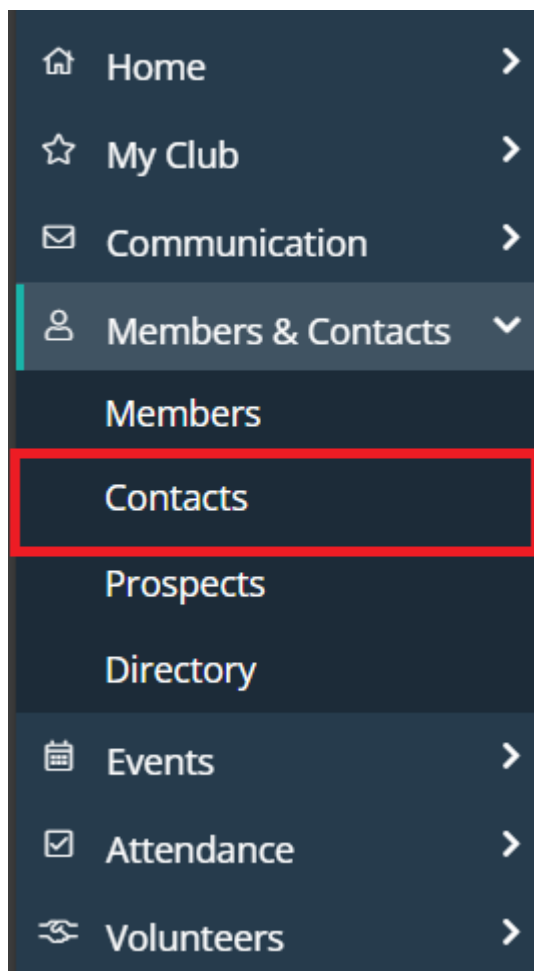 Home
My Club
Communication
Members & Contacts
Members
Contacts
Prospects
Directory
Events
Attendance
Volunteers